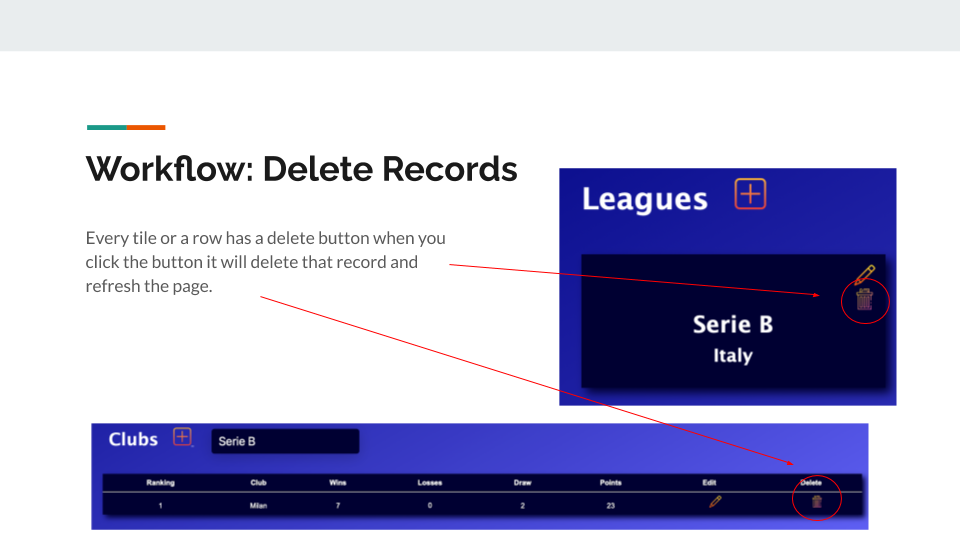 Workflow: Delete Records
Every tile or a row has a delete button when you
click the button it will delete that record and
refresh the page.
Leagues
Serie B
Italy
Clubs
Serie B
Ranking Club Wins Losses Draw Points Edit Delete
1 Milan 7 0 2 23